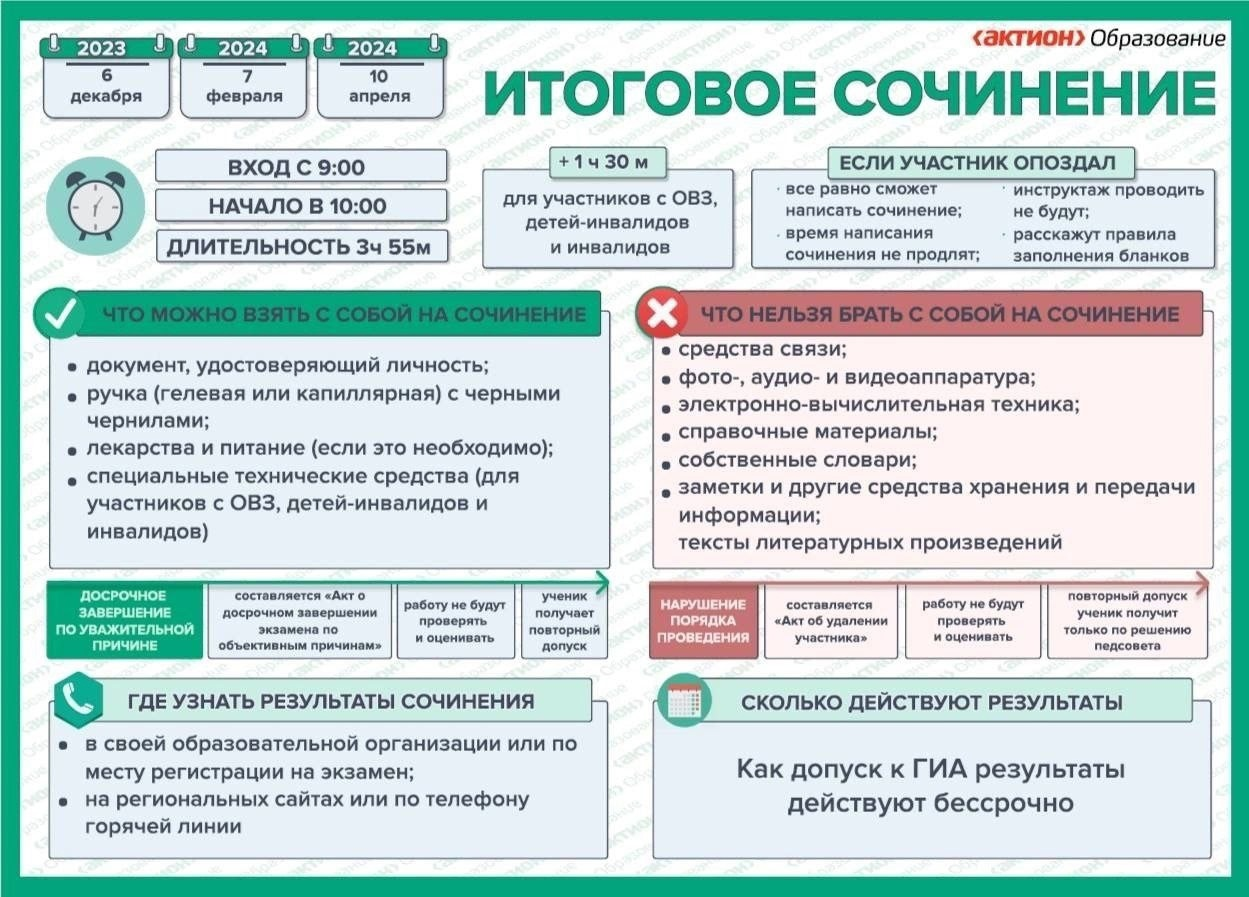 2023
6
декабря
2024
7
февраля
2024
10
апреля
‹актион› Образование
ИТОГОВОЕ СОЧИНЕНИЕ
ВХОД С 9:00
НАЧАЛО В 10:00
ДЛИТЕЛЬНОСТЬ 3ч 55м
+ 1 ч 30 м
для участников с ОВЗ,
детей-инвалидов
и инвалидов
ЕСЛИ УЧАСТНИК ОПОЗДАЛ
· все равно сможет
написать сочинение;
· время написания
сочинения не продлят;
· инструктаж проводить
не будут;
· расскажут правила
заполнения бланков
ЧТО МОЖНО ВЗЯТЬ С СОБОЙ НА СОЧИНЕНИЕ
• документ, удостоверяющий личность;
• ручка (гелевая или капиллярная) с черными
чернилами;
• лекарства и питание (если это необходимо);
• специальные технические средства (для
участников с ОВЗ, детей-инвалидов и
инвалидов)
ЧТО НЕЛЬЗЯ БРАТЬ С СОБОЙ НА СОЧИНЕНИЕ
• средства связи;
• фото-, аудио- и видеоаппаратура;
• электронно-вычислительная техника;
• справочные материалы;
• собственные словари;
• заметки и другие средства хранения и передачи
информации;
тексты литературных произведений
ДОСРОЧНОЕ
ЗАВЕРШЕНИЕ
ПО УВАЖИТЕЛЬНОЙ
ПРИЧИНЕ
составляется «Акт о
досрочном завершении
экзамена по
объективным причинам»
работу не будут
проверять
и оценивать
ученик
получает
повторный
допуск
НАРУШЕНИЕ
ПОРЯДКА
ПРОВЕДЕНИЯ
составляется
«Акт об удалении
участника»
работу не будут
проверять
и оценивать
повторный допуск
ученик получит
только по решению
педсовета
ГДЕ УЗНАТЬ РЕЗУЛЬТАТЫ СОЧИНЕНИЯ
• в своей образовательной организации или по
месту регистрации на экзамен;
• на региональных сайтах или по телефону
горячей линии
СКОЛЬКО ДЕЙСТВУЮТ РЕЗУЛЬТАТЫ
Как допуск к ГИА результаты
действуют бессрочно